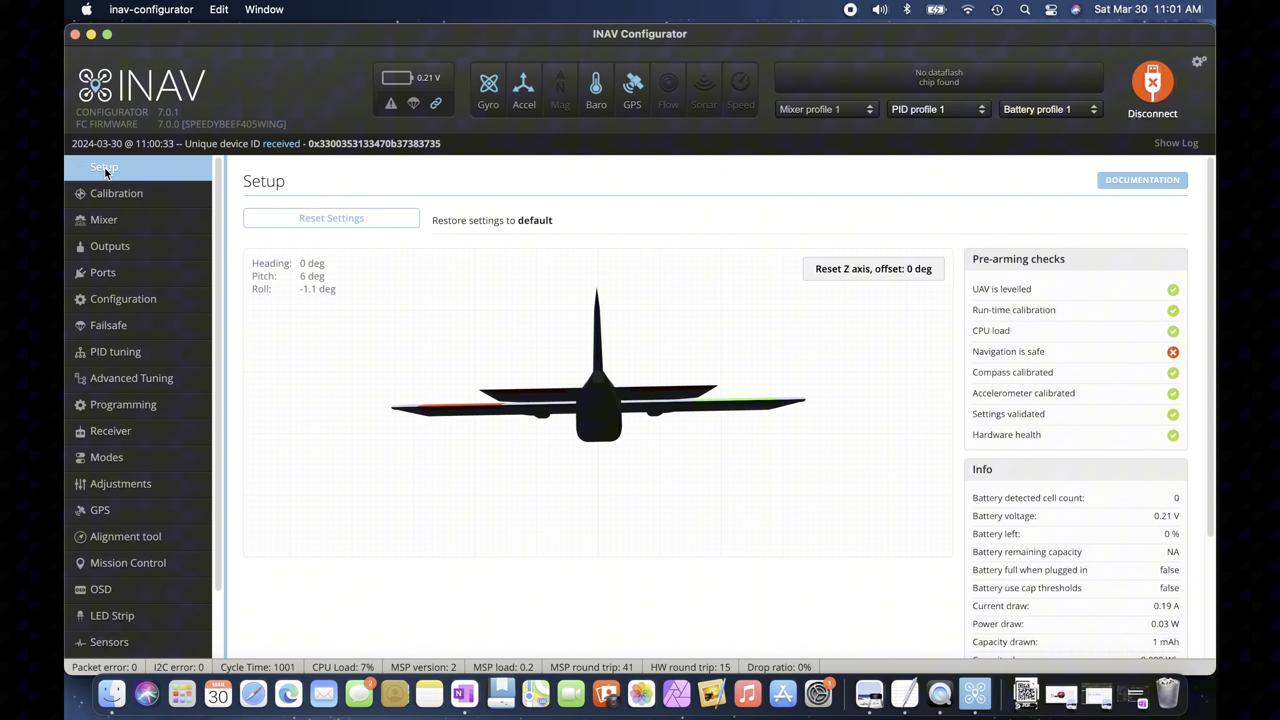 inav-configurator Edit Window Sat Mar 30 11:01 AM
INAV Configurator
INAV
CONFIGURATOR 7.0.1
FC FIRMWARE 7.0.0 [SPEEDYBEEF405WING]
0.21 V
Gyro Accel Mag Baro GPS Flow Sonar Speed
No dataflash
chip found
Mixer profile 1 PID profile 1 Battery profile 1
Disconnect
2024-03-30 @ 11:00:33 -- Unique device ID received - 0x3300353133470b37383735
Show Log
Setup
Calibration
Mixer
Outputs
Ports
Configuration
Failsafe
PID tuning
Advanced Tuning
Programming
Receiver
Modes
Adjustments
GPS
Alignment tool
Mission Control
OSD
LED Strip
Sensors
Setup
DOCUMENTATION
Reset Settings
Restore settings to default
Heading: 0 deg
Pitch: 6 deg
Roll: -1.1 deg
Reset Z axis, offset: 0 deg
Pre-arming checks
UAV is levelled
Run-time calibration
CPU load
Navigation is safe
Compass calibrated
Accelerometer calibrated
Settings validated
Hardware health
Info
Battery detected cell count: 0
Battery voltage: 0.21 V
Battery left: 0 %
Battery remaining capacity NA
Battery full when plugged in false
Battery use cap thresholds false
Current draw: 0.19 A
Power draw: 0.03 W
Capacity drawn: 1 mAh
Packet error: 0 I2C error: 0 Cycle Time: 1001 CPU Load: 7% MSP version: 2 MSP load: 0.2 MSP round trip: 41 HW round trip: 15 Drop ratio: 0%
MAR
30
2
1